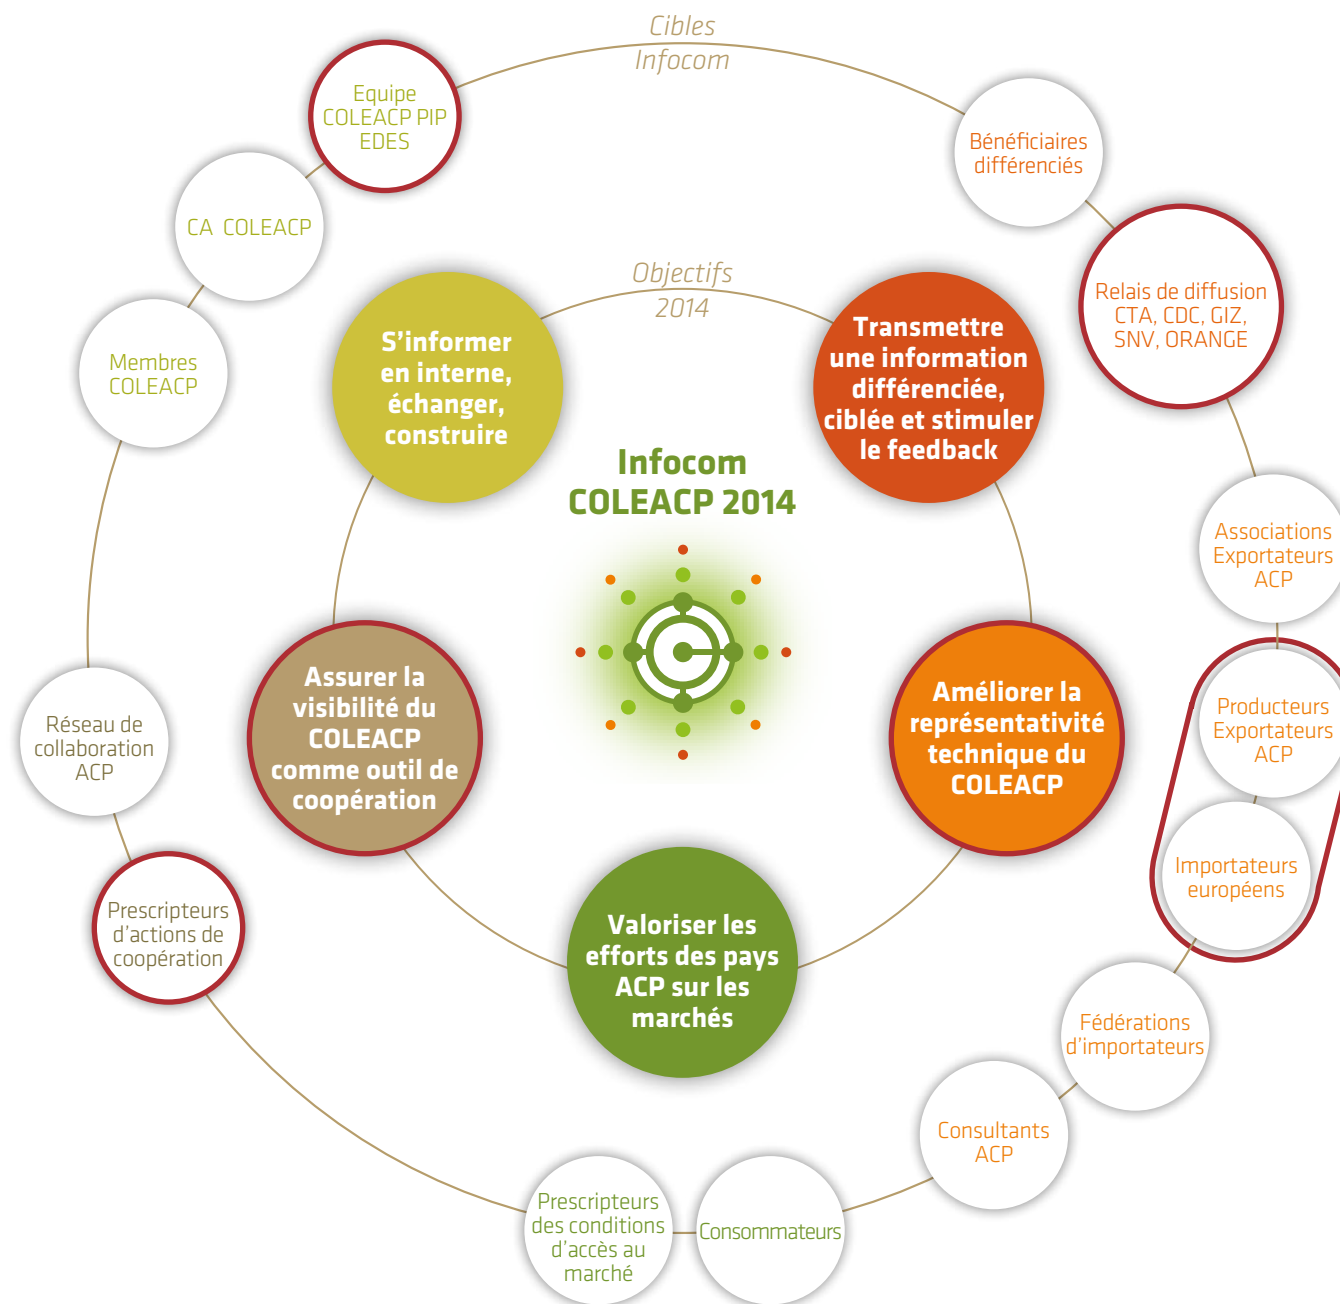 Cibles
Infocom
Equipe
COLEACP PIP
EDES
Bénéficiaires
différenciés
CA COLEACP
Relais de diffusion
CTA, CDC, GIZ,
SNV, ORANGE
Membres
COLEACP
Objectifs
2014
S’informer
en interne,
échanger,
construire
Transmettre
une information
différenciée,
ciblée et stimuler
le feedback
Infocom
COLEACP 2014
Associations
Exportateurs
ACP
Assurer la
visibilité du
COLEACP
comme outil de
coopération
Améliorer la
représentativité
technique du
COLEACP
Producteurs
Exportateurs
ACP
Réseau de
collaboration
ACP
Importateurs
européens
Prescripteurs
d’actions de
coopération
Valoriser les
efforts des pays
ACP sur les
marchés
Fédérations
d’importateurs
Consultants
ACP
Prescripteurs
des conditions
d’accès au
marché
Consommateurs